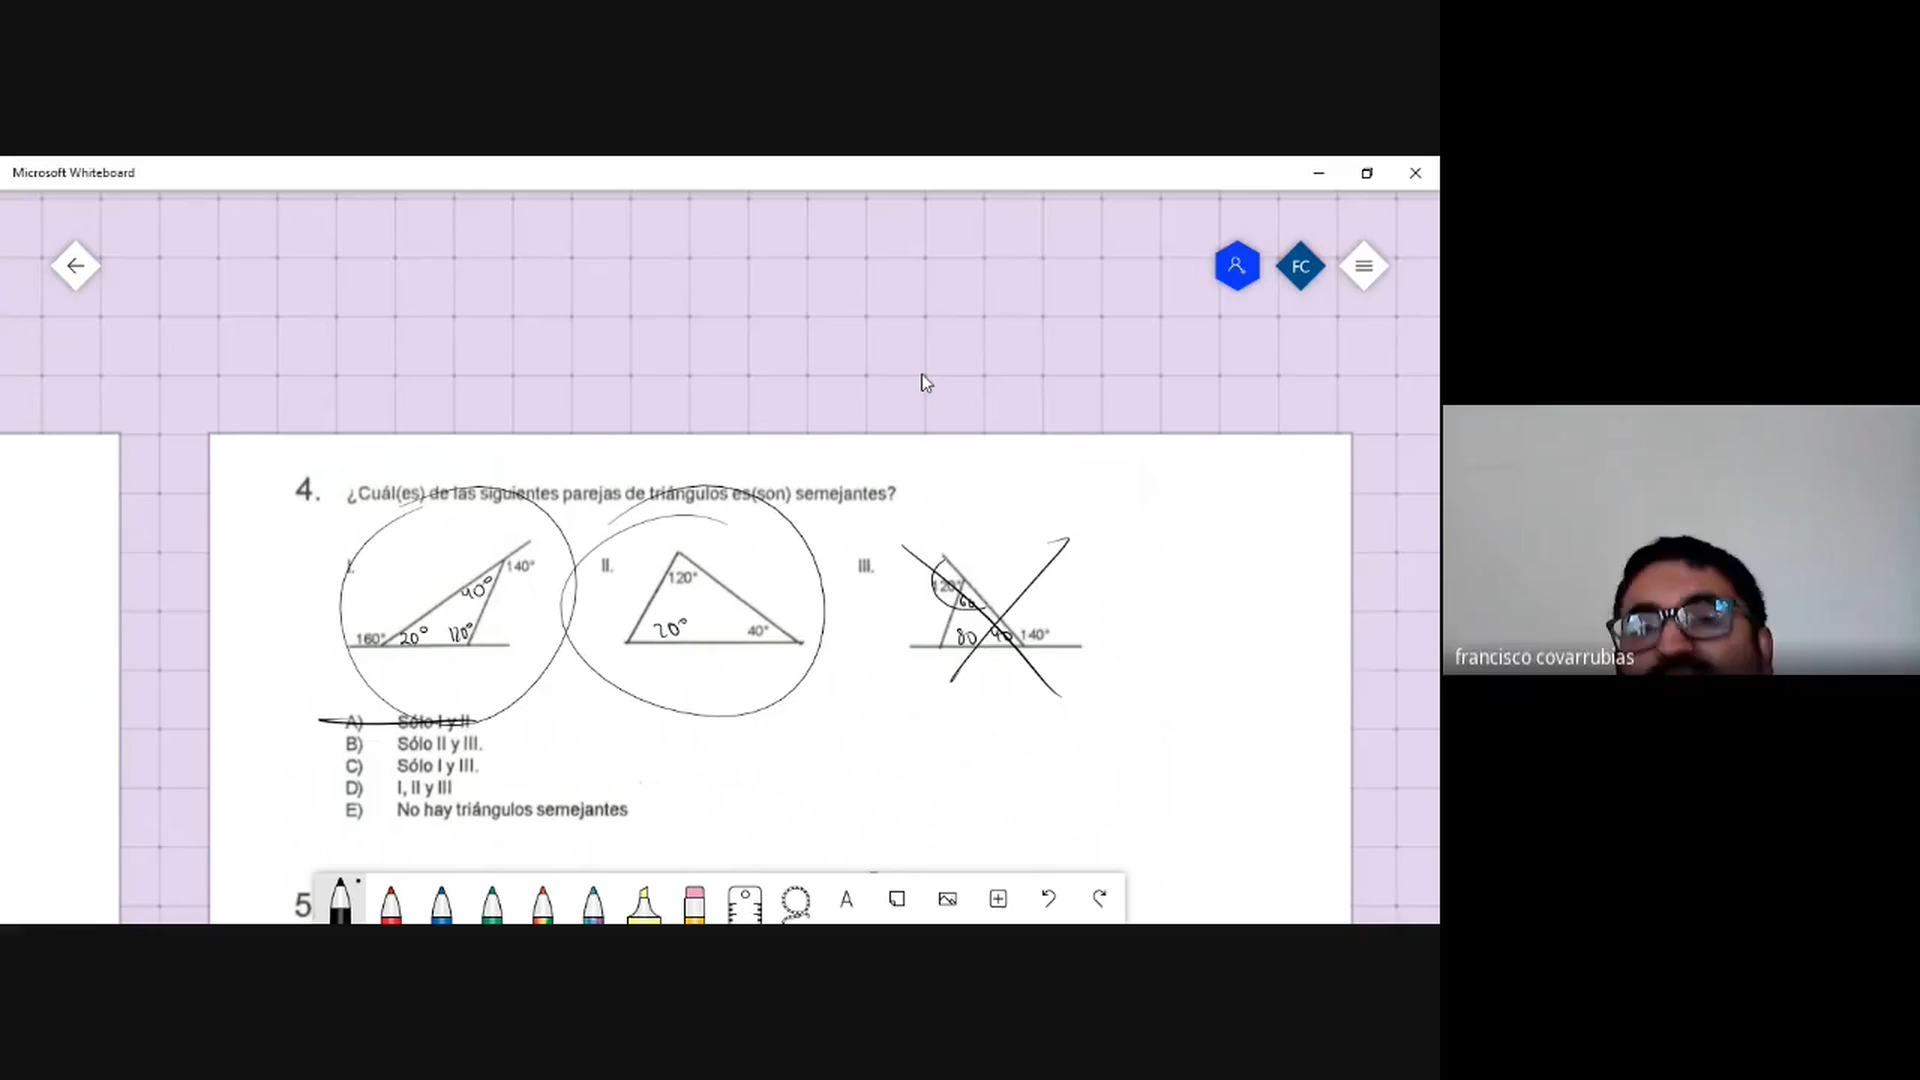 Microsoft Whiteboard
FC
4. ¿Cuál(es) de las siguientes parejas de triángulos es(son) semejantes?
I.
140°
40°
160°
20°
120°
II.
120°
20°
40°
III.
120°
60
80
40
140°
A) Sólo I y II
B) Sólo II y III.
C) Sólo I y III.
D) I, II y III
E) No hay triángulos semejantes
5
A
francisco covarrubias